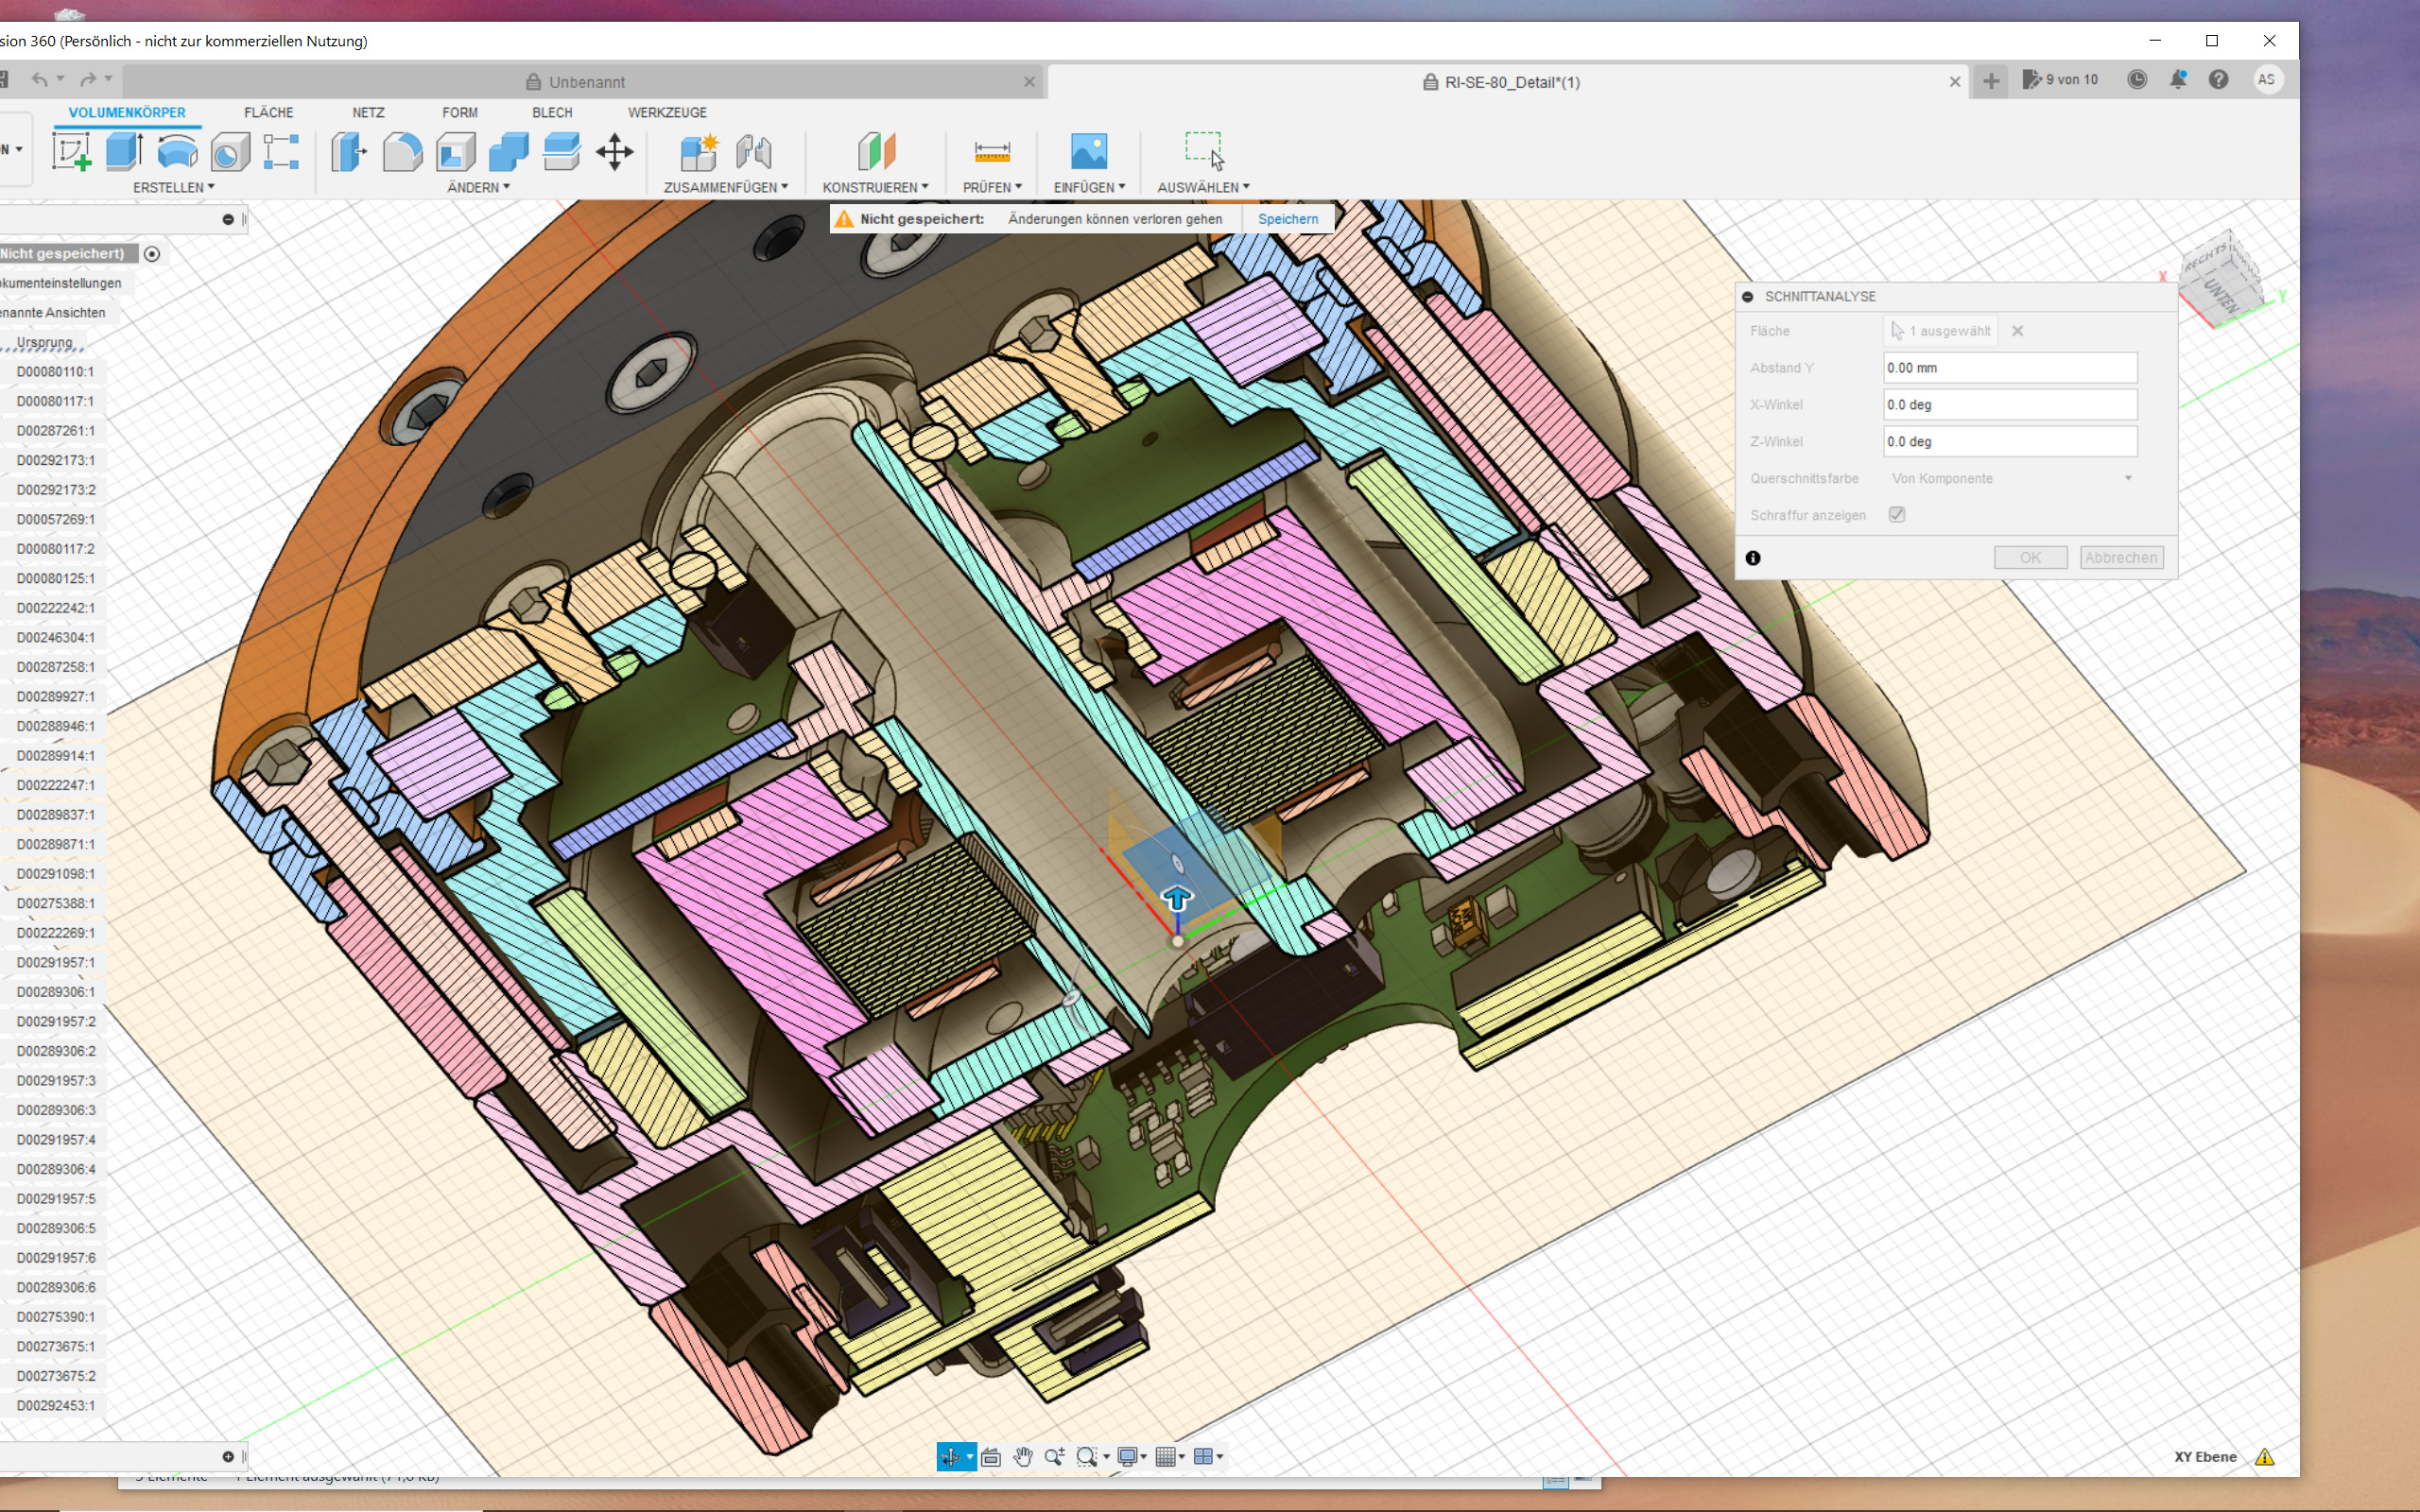 sion 360 (Persönlich - nicht zur kommerziellen Nutzung)
Unbenannt
RI-SE-80_Detail*(1)
9 von 10
AS
VOLUMENKÖRPER
FLÄCHE
NETZ
FORM
BLECH
WERKZEUGE
N
ERSTELLEN
ÄNDERN
ZUSAMMENFÜGEN
KONSTRUIEREN
PRÜFEN
EINFÜGEN
AUSWÄHLEN
Nicht gespeichert: Änderungen können verloren gehen Speichern
Nicht gespeichert)
kumenteinstellungen
nannte Ansichten
Ursprung
D00080110:1
D00080117:1
D00287261:1
D00292173:1
D00292173:2
D00057269:1
D00080117:2
D00080125:1
D00222242:1
D00246304:1
D00287258:1
D00289927:1
D00288946:1
D00289914:1
D00222247:1
D00289837:1
D00289871:1
D00291098:1
D00275388:1
D00222269:1
D00291957:1
D00289306:1
D00291957:2
D00289306:2
D00291957:3
D00289306:3
D00291957:4
D00289306:4
D00291957:5
D00289306:5
D00291957:6
D00289306:6
D00275390:1
D00273675:1
D00273675:2
D00292453:1
RECHTS
UNTEN
X
Y
SCHNITTANALYSE
Fläche 1 ausgewählt
Abstand Y 0.00 mm
X-Winkel 0.0 deg
Z-Winkel 0.0 deg
Querschnittsfarbe Von Komponente
Schraffur anzeigen
OK Abbrechen
XY Ebene
1 Element ausgewählt (71,6 KB)